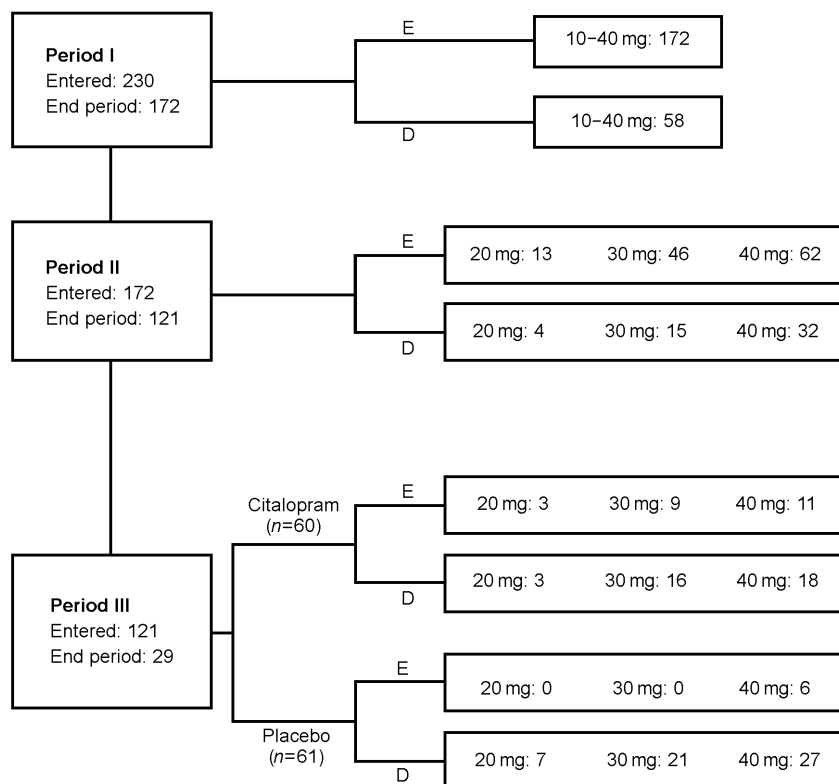 Period I
Entered: 230
End period: 172
E
10–40 mg: 172
D
10–40 mg: 58
Period II
Entered: 172
End period: 121
E
20 mg: 13 30 mg: 46 40 mg: 62
D
20 mg: 4 30 mg: 15 40 mg: 32
Period III
Entered: 121
End period: 29
Citalopram
(n=60)
E
20 mg: 3 30 mg: 9 40 mg: 11
D
20 mg: 3 30 mg: 16 40 mg: 18
Placebo
(n=61)
E
20 mg: 0 30 mg: 0 40 mg: 6
D
20 mg: 7 30 mg: 21 40 mg: 27